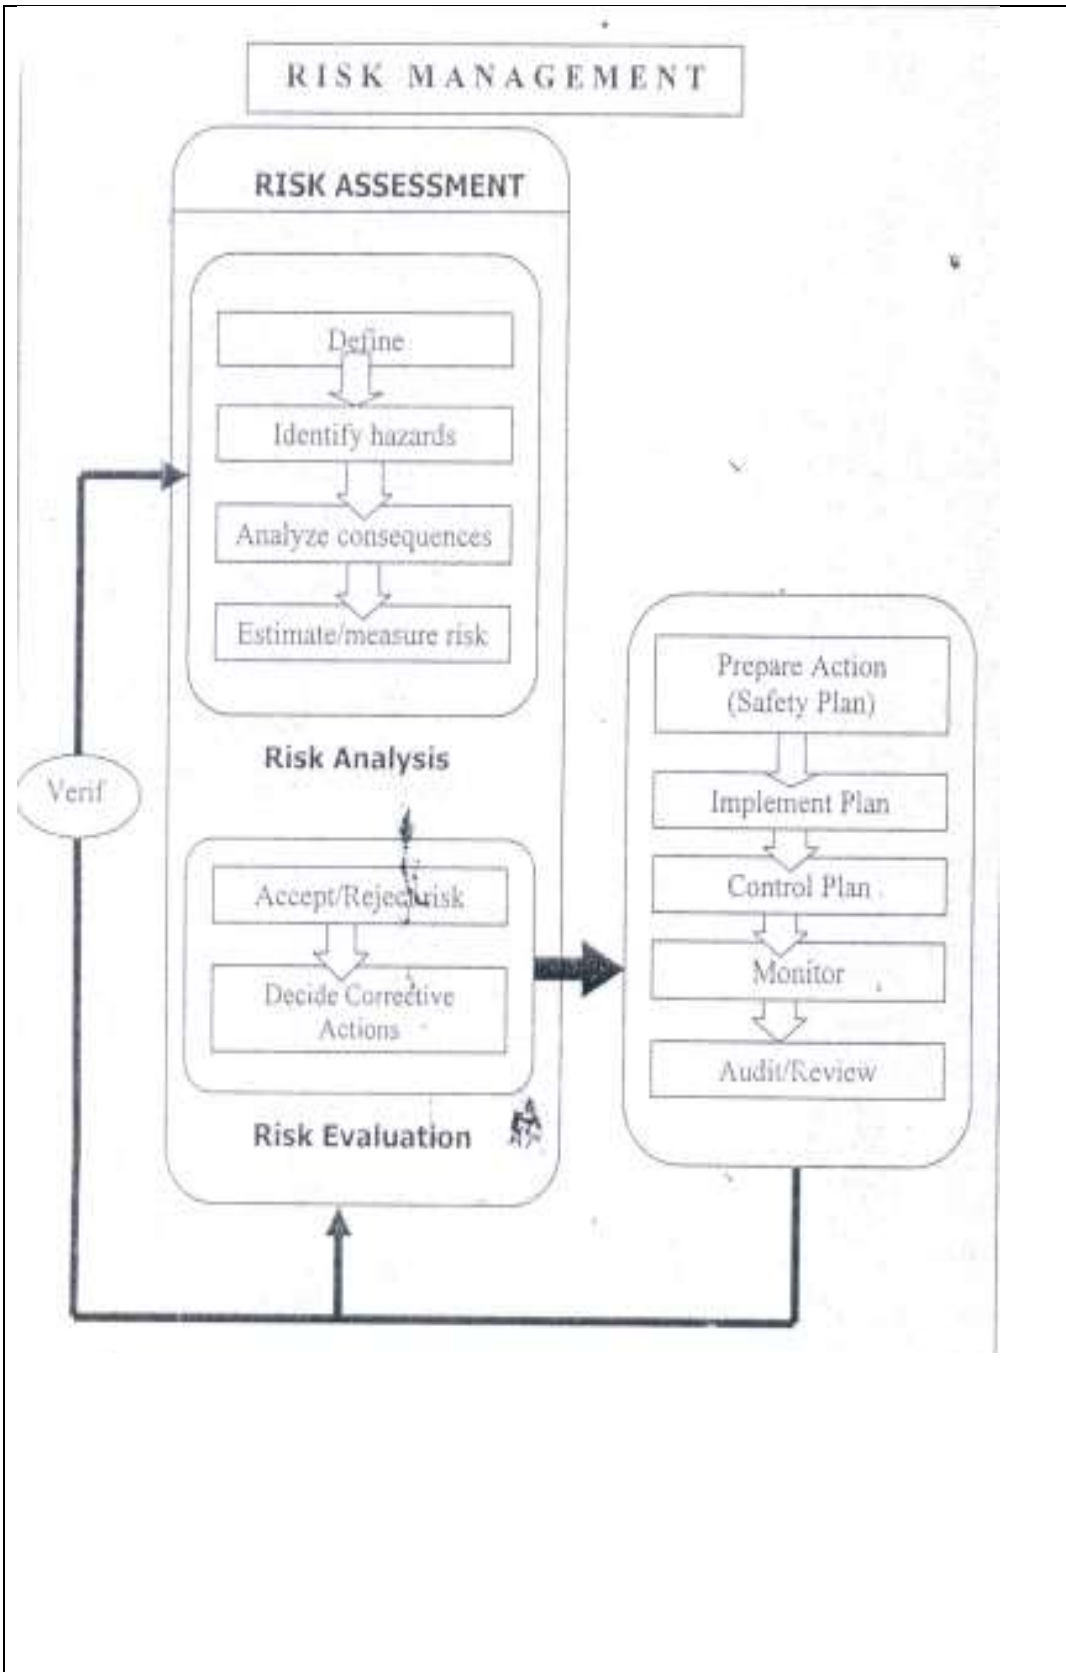 RISK MANAGEMENT
RISK ASSESSMENT
Define
Identify hazards
Analyze consequences
Estimate/measure risk
Risk Analysis
Accept/Reject risk
Decide Corrective
Actions
Risk Evaluation
Verif
Prepare Action
(Safety Plan)
Implement Plan
Control Plan
Monitor
Audit/Review